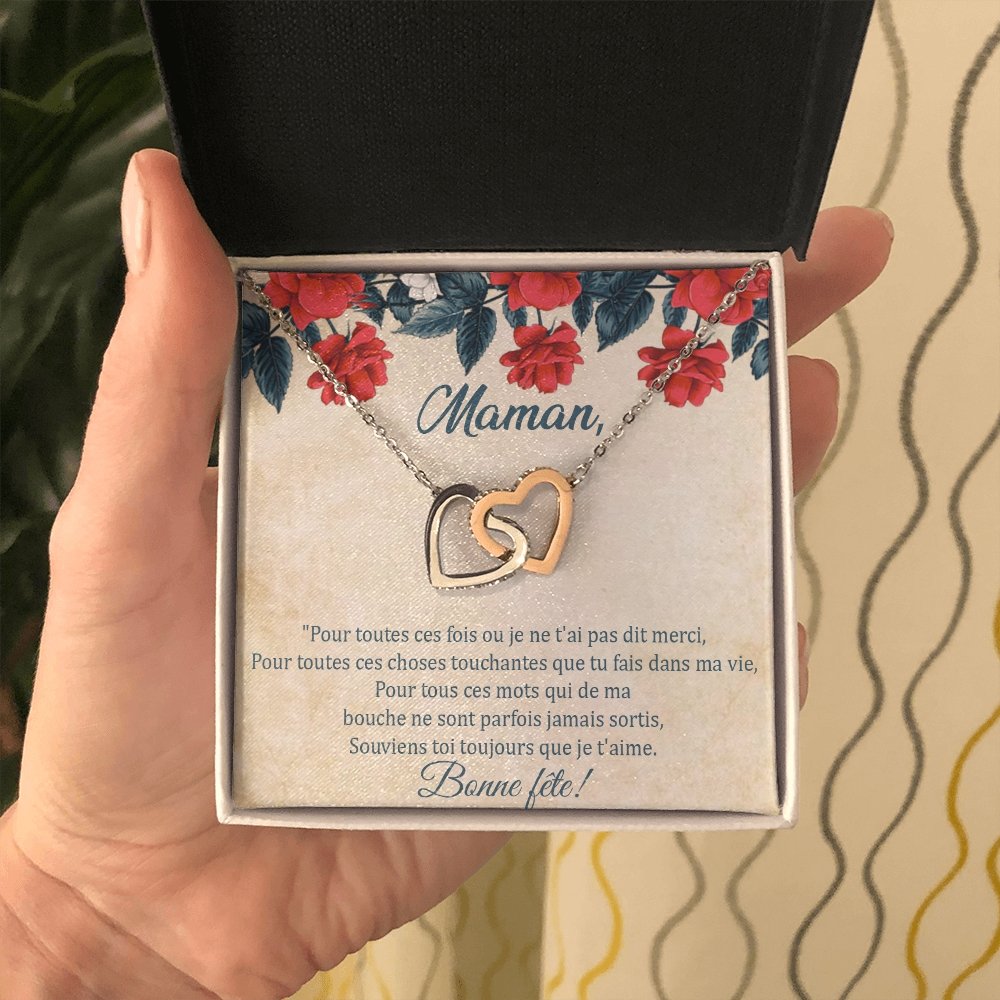 Maman,
"Pour toutes ces fois ou je ne t'ai pas dit merci,
Pour toutes ces choses touchantes que tu fais dans ma vie,
Pour tous ces mots qui de ma
bouche ne sont parfois jamais sortis,
Souviens toi toujours que je t'aime.
Bonne fête!